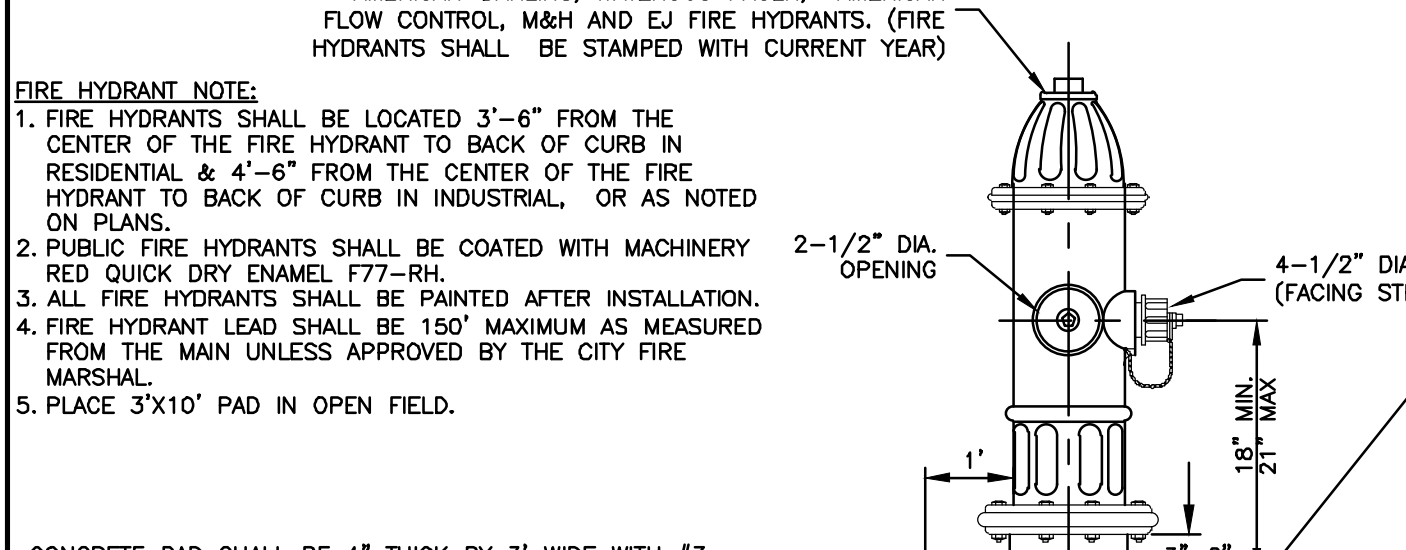 FLOW CONTROL, M&H AND EJ FIRE HYDRANTS. (FIRE
HYDRANTS SHALL BE STAMPED WITH CURRENT YEAR)
FIRE HYDRANT NOTE:
1. FIRE HYDRANTS SHALL BE LOCATED 3'-6" FROM THE
CENTER OF THE FIRE HYDRANT TO BACK OF CURB IN
RESIDENTIAL & 4'-6" FROM THE CENTER OF THE FIRE
HYDRANT TO BACK OF CURB IN INDUSTRIAL, OR AS NOTED
ON PLANS.
2. PUBLIC FIRE HYDRANTS SHALL BE COATED WITH MACHINERY
RED QUICK DRY ENAMEL F77-RH.
3. ALL FIRE HYDRANTS SHALL BE PAINTED AFTER INSTALLATION.
4. FIRE HYDRANT LEAD SHALL BE 150' MAXIMUM AS MEASURED
FROM THE MAIN UNLESS APPROVED BY THE CITY FIRE
MARSHAL.
5. PLACE 3'X10' PAD IN OPEN FIELD.
2-1/2" DIA.
OPENING
4-1/2" DIA
(FACING
18" MIN.
21" MAX
1'
CONCRETE PAD SHALL BE 4" THICK BY 3' WIDE WITH #3